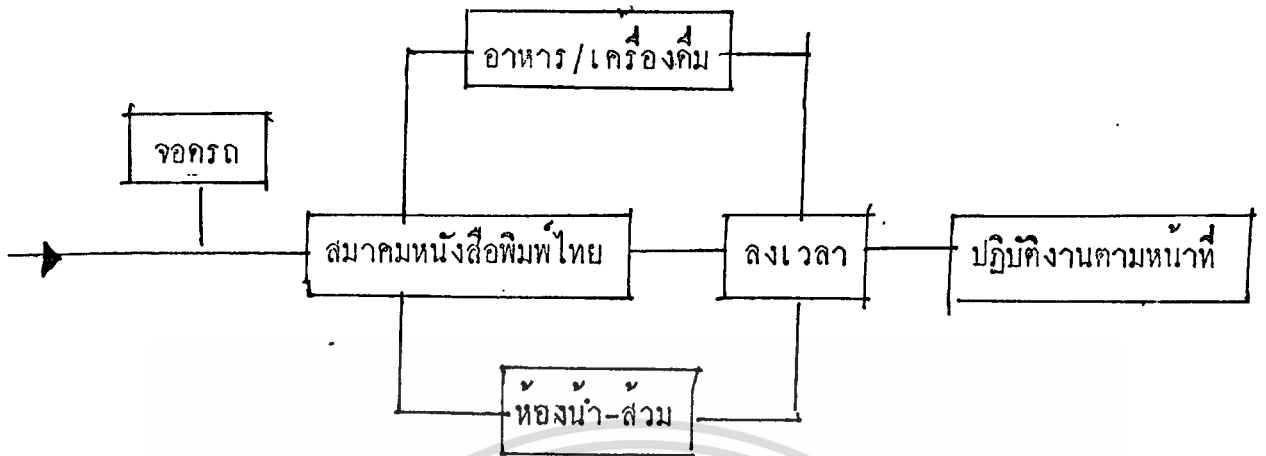 อาหาร/เครื่องดื่ม
จอดรถ
สมาคมหนังสือพิมพ์ไทย
ลงเวลา
ปฏิบัติงานตามหน้าที่
ห้องน้ำ-ส้วม